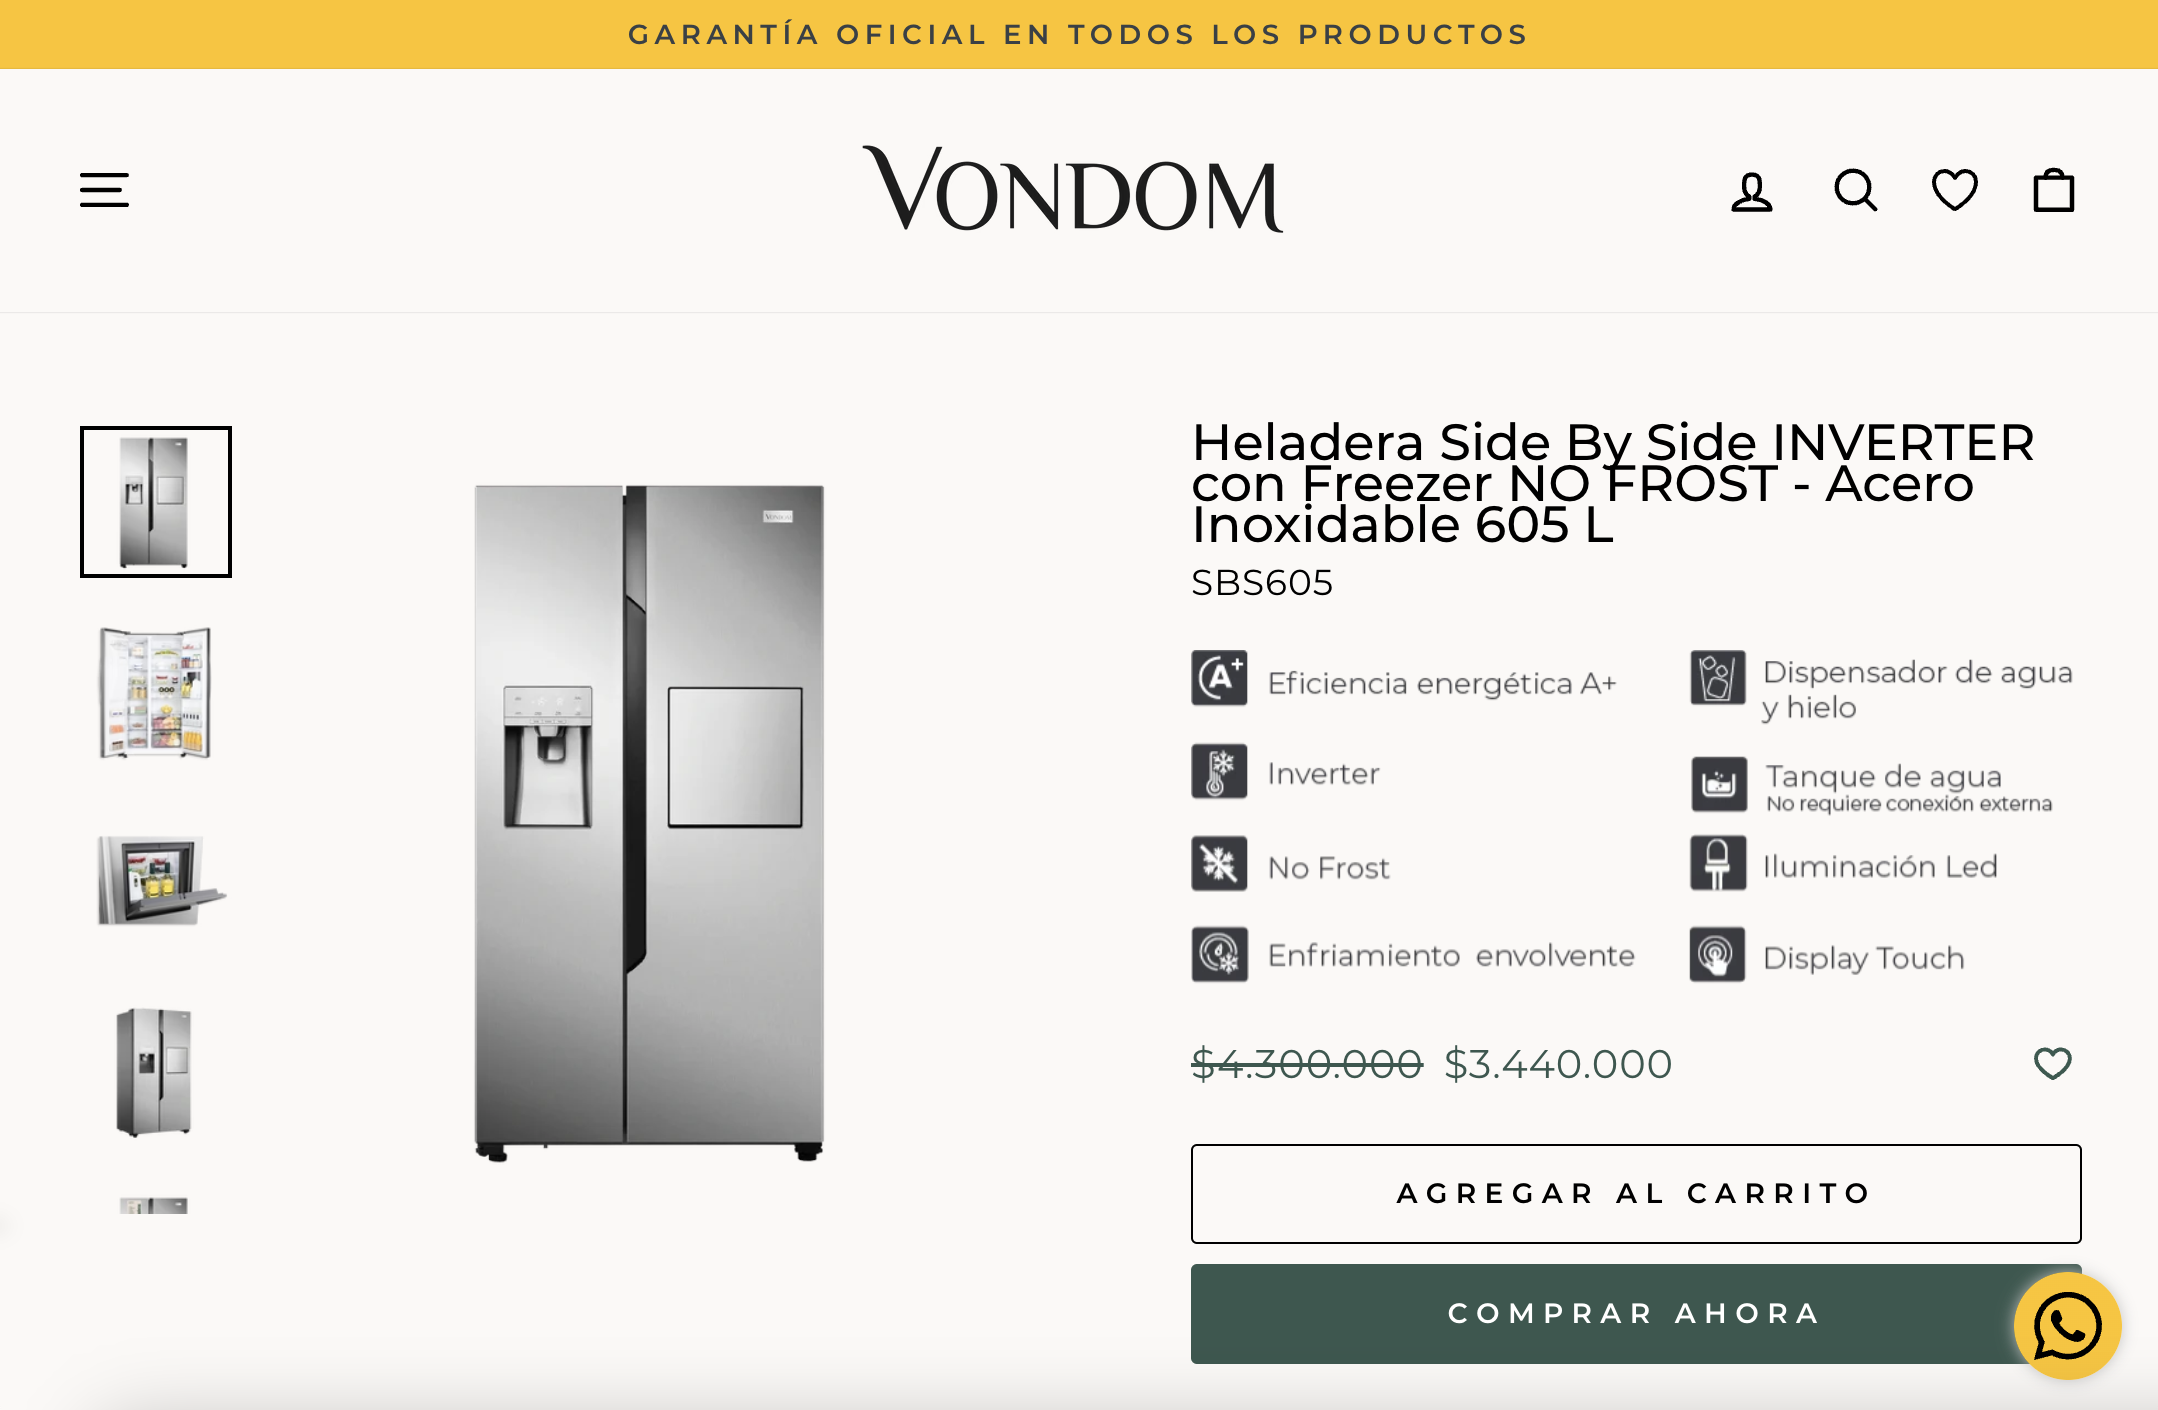 GARANTÍA OFICIAL EN TODOS LOS PRODUCTOS
VONDOM
Heladera Side By Side INVERTER
con Freezer NO FROST - Acero
Inoxidable 605 L
SBS605
A+
Eficiencia energética A+
Dispensador de agua
y hielo
Inverter
Tanque de agua
No requiere conexión externa
No Frost
Iluminación Led
Enfriamiento envolvente
Display Touch
$4.300.000 $3.440.000
AGREGAR AL CARRITO
COMPRAR AHORA